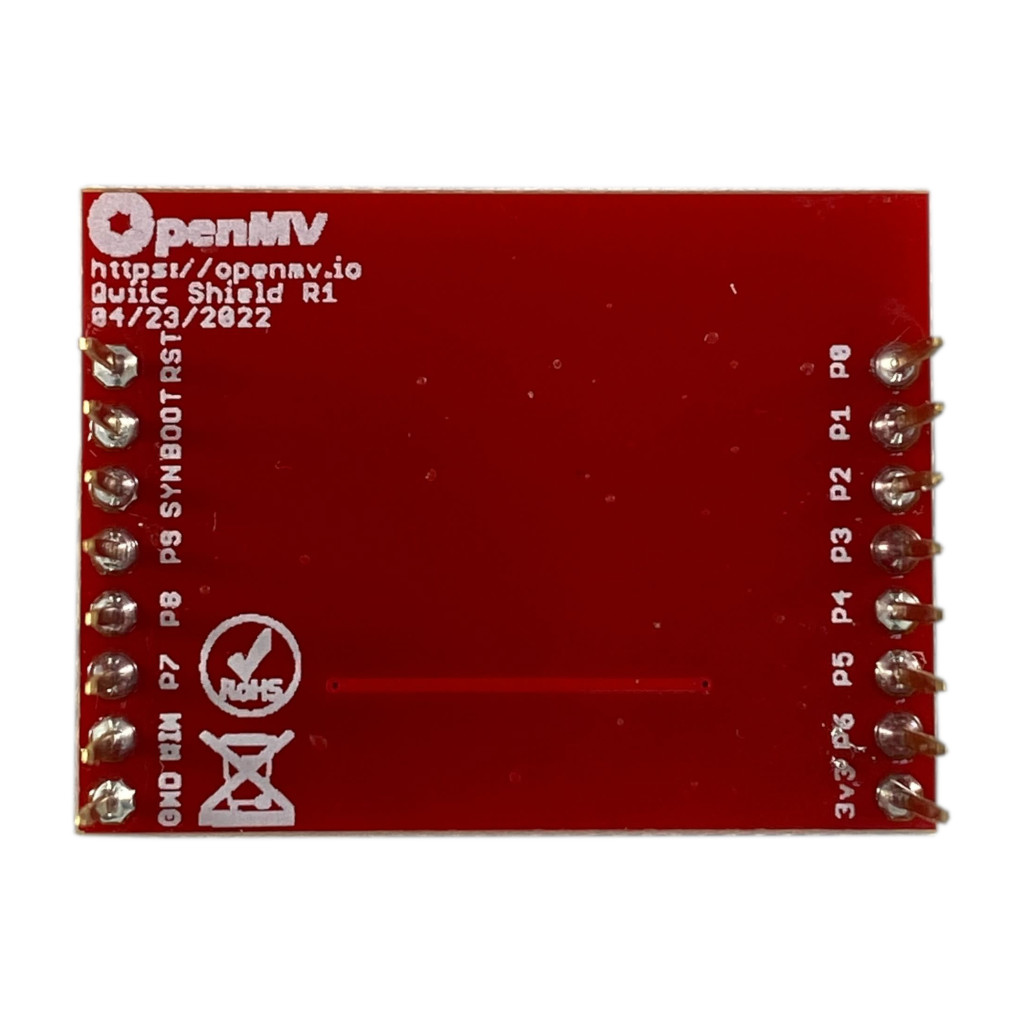 OpenMV
https://openmv.io
Qwiic Shield R1
04/23/2022
RST
BOOT
SYN
P9
P8
P7
VIN
GND
RoHS
P0
P1
P2
P3
P4
P5
P6
3v3